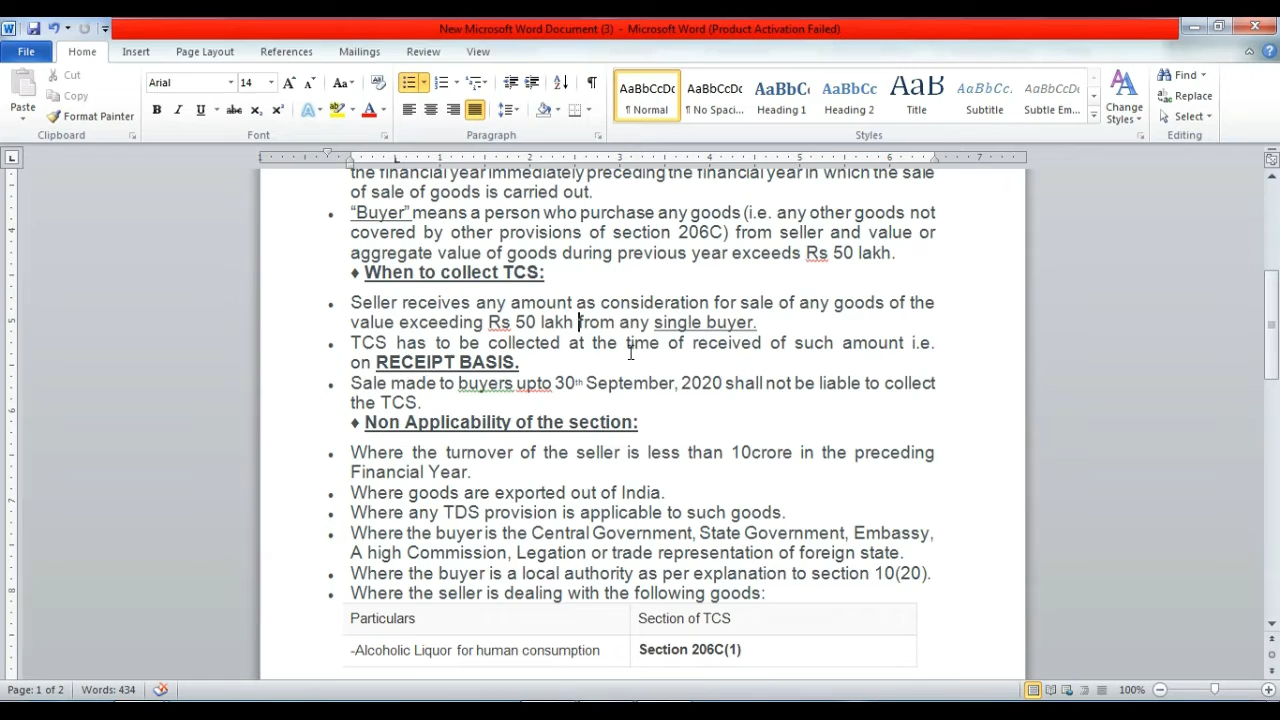 New Microsoft Word Document (3) - Microsoft Word (Product Activation Failed)
File Home Insert Page Layout References Mailings Review View
Paste
Cut
Copy
Format Painter
Clipboard
Arial 14
Font
Paragraph
AaBbCcDc AaBbCcDc AaBbCc AaBbCc AaB AaBbCcL AaBbCcDc
¶ Normal ¶ No Spaci... Heading 1 Heading 2 Title Subtitle Subtle Em...
Styles
Change Styles
Find
Replace
Select
Editing
the financial year immediately preceding the financial year in which the sale
of sale of goods is carried out.
• “Buyer” means a person who purchase any goods (i.e. any other goods not
covered by other provisions of section 206C) from seller and value or
aggregate value of goods during previous year exceeds Rs 50 lakh.
♦ When to collect TCS:
• Seller receives any amount as consideration for sale of any goods of the
value exceeding Rs 50 lakh from any single buyer.
• TCS has to be collected at the time of received of such amount i.e.
on RECEIPT BASIS.
• Sale made to buyers upto 30th September, 2020 shall not be liable to collect
the TCS.
♦ Non Applicability of the section:
• Where the turnover of the seller is less than 10crore in the preceding
Financial Year.
• Where goods are exported out of India.
• Where any TDS provision is applicable to such goods.
• Where the buyer is the Central Government, State Government, Embassy,
A high Commission, Legation or trade representation of foreign state.
• Where the buyer is a local authority as per explanation to section 10(20).
• Where the seller is dealing with the following goods:
Particulars Section of TCS
-Alcoholic Liquor for human consumption Section 206C(1)
Page: 1 of 2 Words: 434 100%